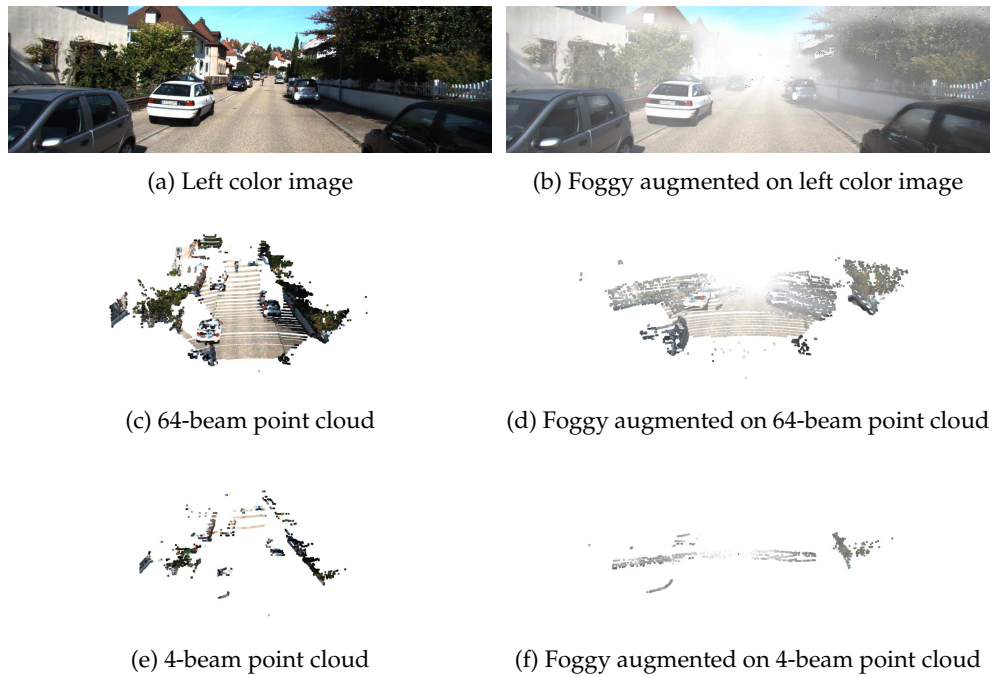 (a) Left color image
(b) Foggy augmented on left color image
(c) 64-beam point cloud
(d) Foggy augmented on 64-beam point cloud
(e) 4-beam point cloud
(f) Foggy augmented on 4-beam point cloud